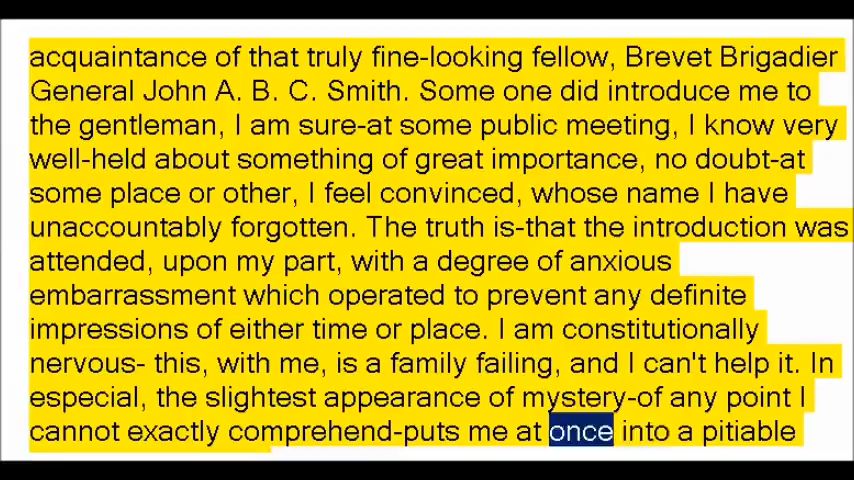 acquaintance of that truly fine-looking fellow, Brevet Brigadier
General John A. B. C. Smith. Some one did introduce me to
the gentleman, I am sure-at some public meeting, I know very
well-held about something of great importance, no doubt-at
some place or other, I feel convinced, whose name I have
unaccountably forgotten. The truth is-that the introduction was
attended, upon my part, with a degree of anxious
embarrassment which operated to prevent any definite
impressions of either time or place. I am constitutionally
nervous- this, with me, is a family failing, and I can't help it. In
especial, the slightest appearance of mystery-of any point I
cannot exactly comprehend-puts me at once into a pitiable